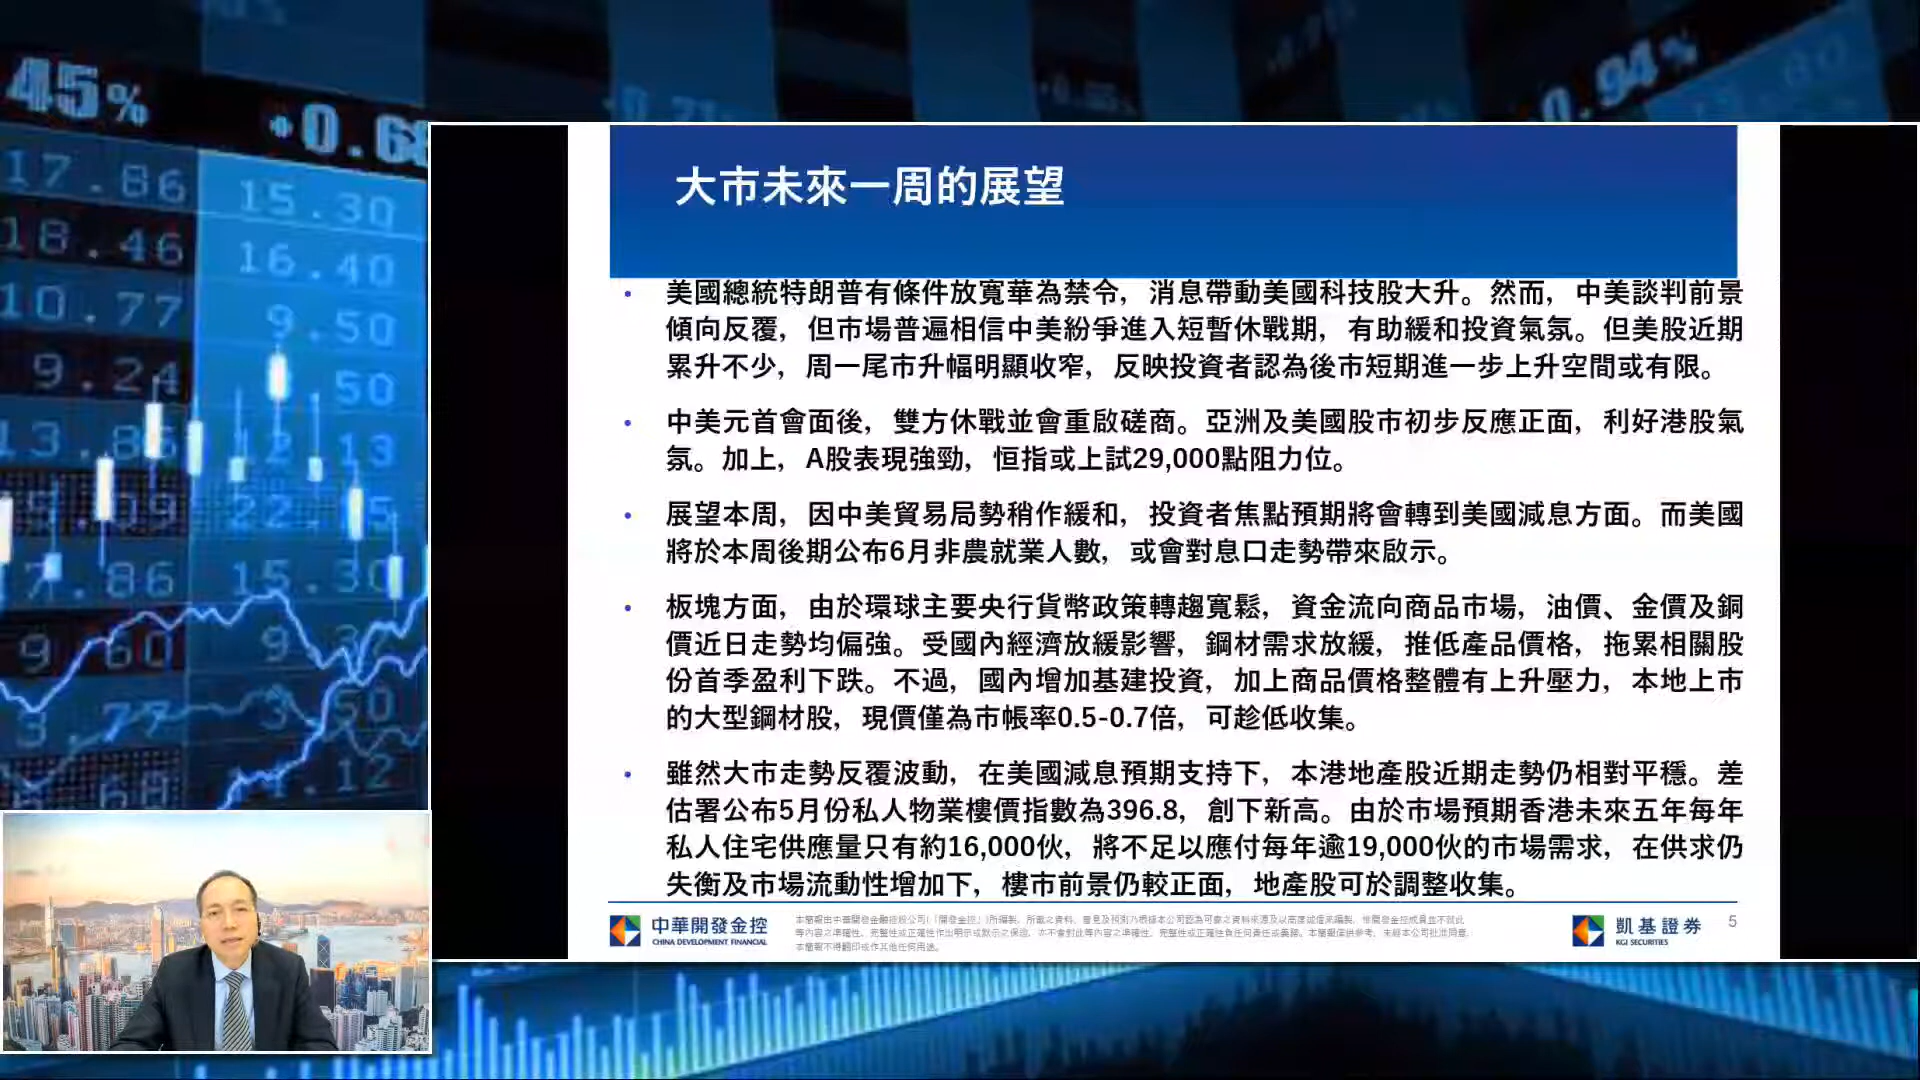 45%
+0.68
0.94%
17.86
15.30
18.46
16.40
10.77
9.50
9.24
50
13.86
12 13
22.15
7.86
15.30
9 60
3.77
3 50
68
1.12
大市未來一周的展望
• 美國總統特朗普有條件放寬華為禁令，消息帶動美國科技股大升。然而，中美談判前景
傾向反覆，但市場普遍相信中美紛爭進入短暫休戰期，有助緩和投資氣氛。但美股近期
累升不少，周一尾市升幅明顯收窄，反映投資者認為後市短期進一步上升空間或有限。
• 中美元首會面後，雙方休戰並會重啟磋商。亞洲及美國股市初步反應正面，利好港股氣
氛。加上，A股表現強勁，恒指或上試29,000點阻力位。
• 展望本周，因中美貿易局勢稍作緩和，投資者焦點預期將會轉到美國減息方面。而美國
將於本周後期公布6月非農就業人數，或會對息口走勢帶來啟示。
• 板塊方面，由於環球主要央行貨幣政策轉趨寬鬆，資金流向商品市場，油價、金價及銅
價近日走勢均偏強。受國內經濟放緩影響，鋼材需求放緩，推低產品價格，拖累相關股
份首季盈利下跌。不過，國內增加基建投資，加上商品價格整體有上升壓力，本地上市
的大型鋼材股，現價僅為市帳率0.5-0.7倍，可趁低收集。
• 雖然大市走勢反覆波動，在美國減息預期支持下，本港地產股近期走勢仍相對平穩。差
估署公布5月份私人物業樓價指數為396.8，創下新高。由於市場預期香港未來五年每年
私人住宅供應量只有約16,000伙，將不足以應付每年逾19,000伙的市場需求，在供求仍
失衡及市場流動性增加下，樓市前景仍較正面，地產股可於調整收集。
中華開發金控
CHINA DEVELOPMENT FINANCIAL
凱基證券
KGI SECURITIES
5